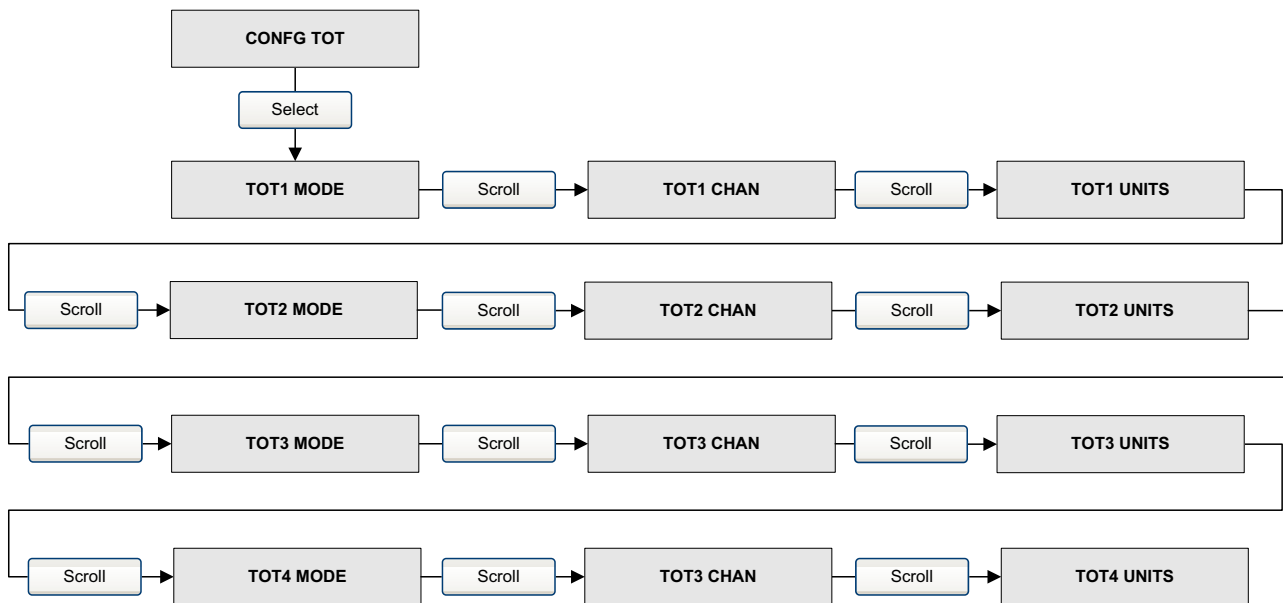 CONFG TOT
Select
TOT1 MODE
Scroll
TOT1 CHAN
Scroll
TOT1 UNITS
Scroll
TOT2 MODE
Scroll
TOT2 CHAN
Scroll
TOT2 UNITS
Scroll
TOT3 MODE
Scroll
TOT3 CHAN
Scroll
TOT3 UNITS
Scroll
TOT4 MODE
Scroll
TOT3 CHAN
Scroll
TOT4 UNITS